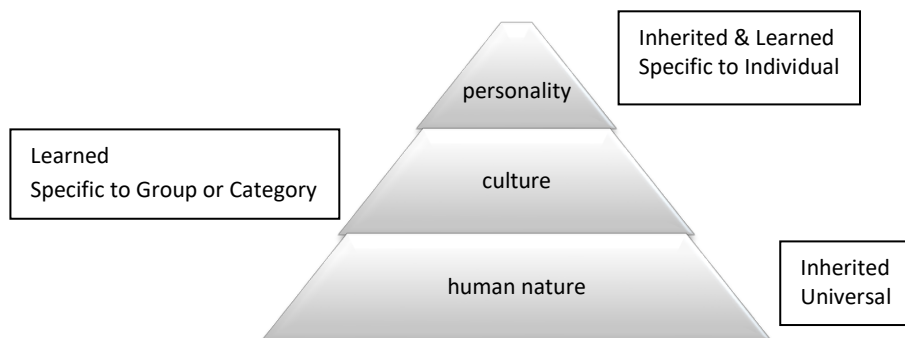 Inherited & Learned
Specific to Individual
personality
Learned
Specific to Group or Category
culture
human nature
Inherited
Universal